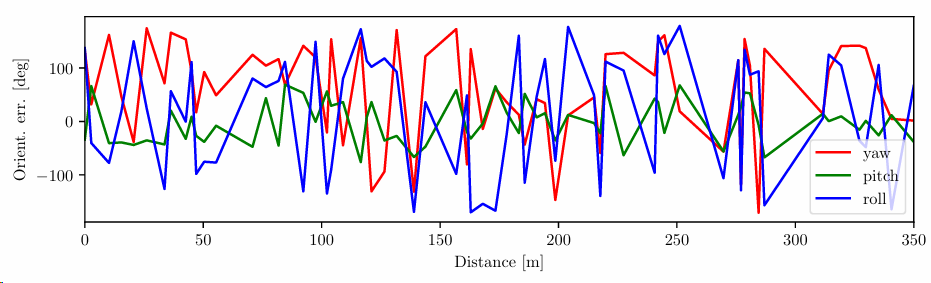 Orient. err. [deg]
100
0
−100
yaw
pitch
roll
0 50 100 150 200 250 300 350
Distance [m]